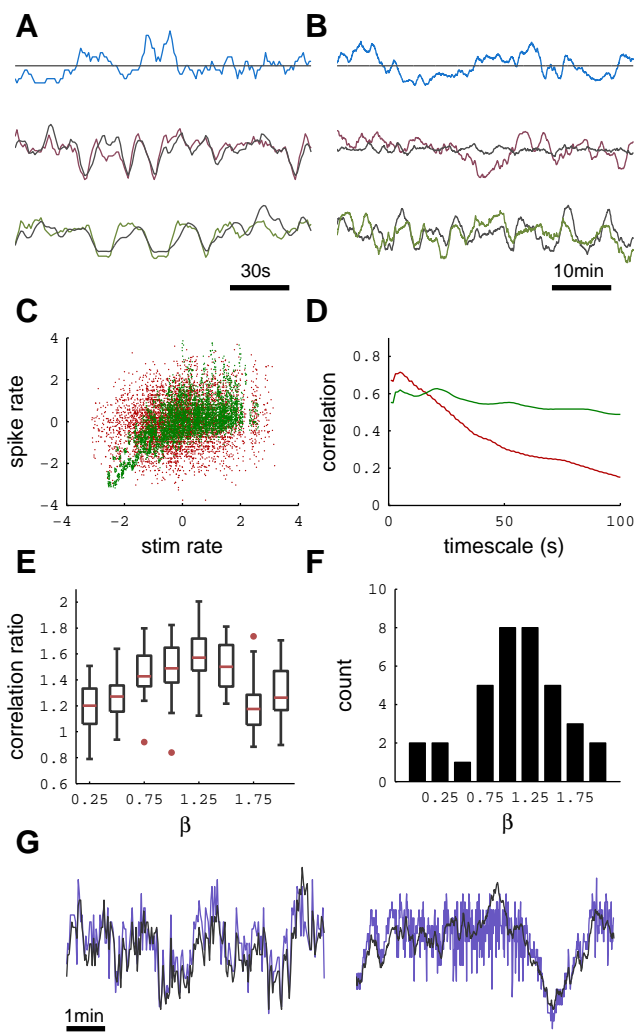 A
B
30s
10min
C
D
4
2
0
−2
−4
spike rate
−4
−2
0
2
4
stim rate
0.8
0.6
0.4
0.2
0
correlation
0
50
100
timescale (s)
E
F
2
1.8
1.6
1.4
1.2
1
0.8
0.6
correlation ratio
0.25
0.75
1.25
1.75
β
10
8
6
4
2
0
count
0.25
0.75
1.25
1.75
β
G
1min